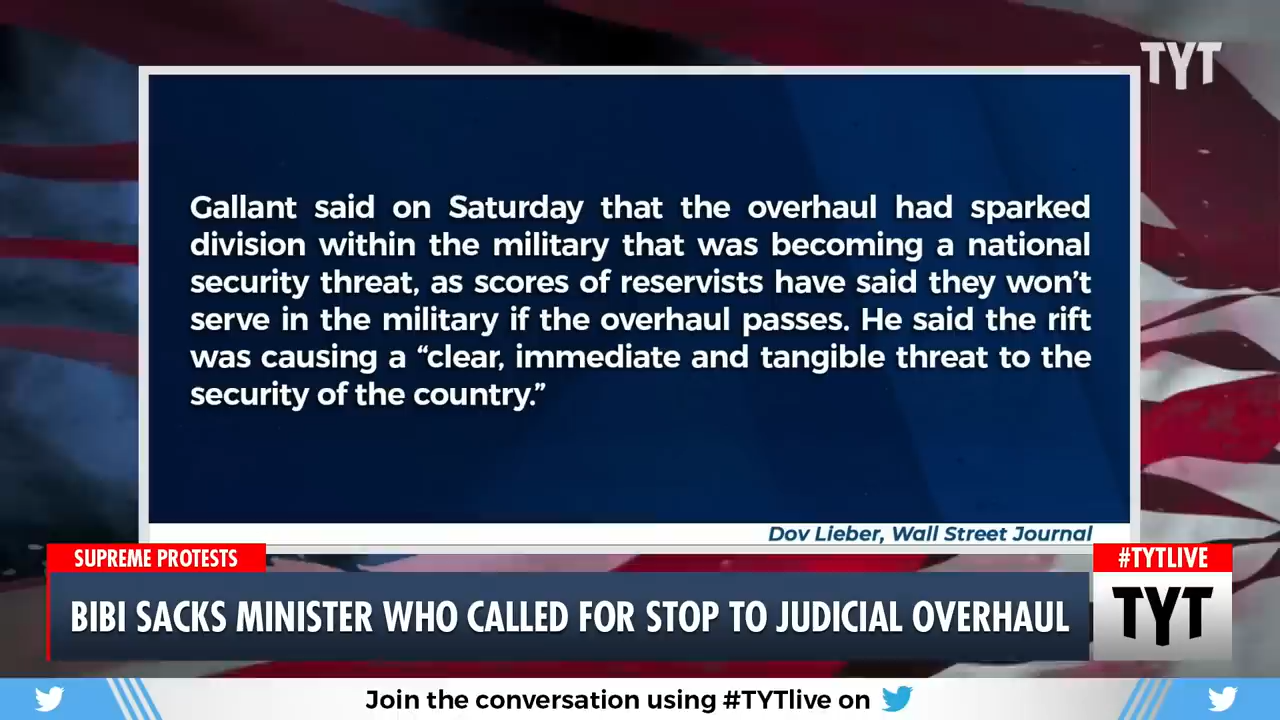 TYT
Gallant said on Saturday that the overhaul had sparked
division within the military that was becoming a national
security threat, as scores of reservists have said they won’t
serve in the military if the overhaul passes. He said the rift
was causing a “clear, immediate and tangible threat to the
security of the country.”
Dov Lieber, Wall Street Journal
SUPREME PROTESTS
#TYTLIVE
BIBI SACKS MINISTER WHO CALLED FOR STOP TO JUDICIAL OVERHAUL
TYT
Join the conversation using #TYTlive on